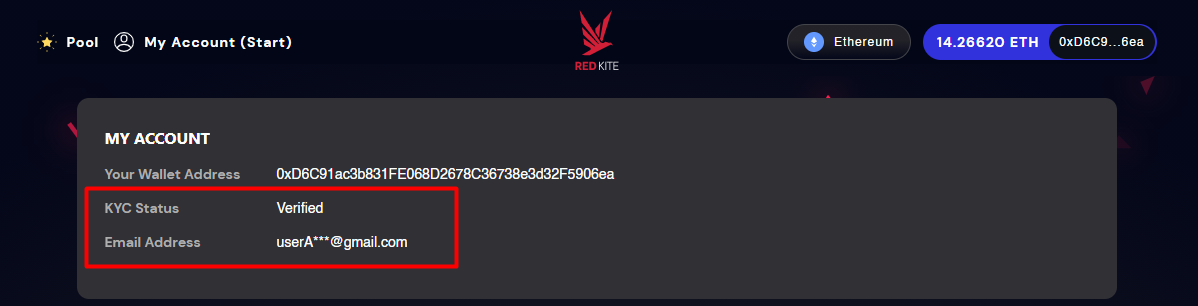 Pool My Account (Start)
RED KITE
Ethereum 14.26620 ETH 0xD6C9...6ea
MY ACCOUNT
Your Wallet Address 0xD6C91ac3b831FE068D2678C36738e3d32F5906ea
KYC Status Verified
Email Address userA***@gmail.com